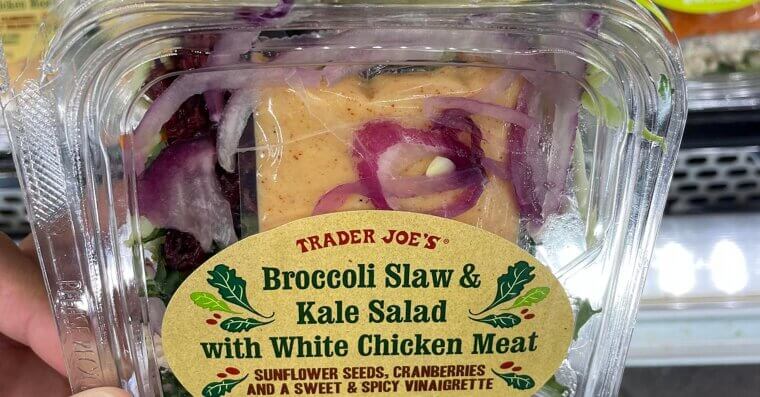 TRADER JOE'S®
Broccoli Slaw &
Kale Salad
with White Chicken Meat
SUNFLOWER SEEDS, CRANBERRIES
AND A SWEET & SPICY VINAIGRETTE